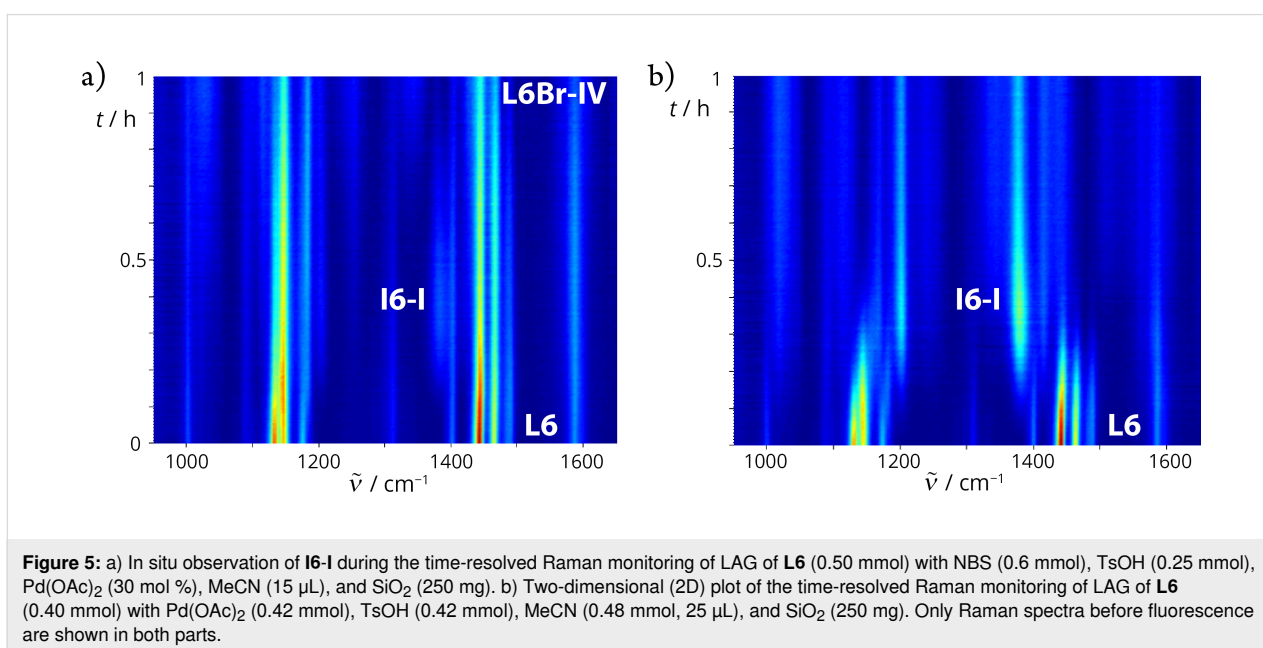 a)
1
t / h
0.5
0
L6Br-IV
I6-I
L6
1000 1200 1400 1600
ν̃ / cm⁻¹
b)
1
t / h
0.5
I6-I
L6
1000 1200 1400 1600
ν̃ / cm⁻¹
Figure 5: a) In situ observation of I6-I during the time-resolved Raman monitoring of LAG of L6 (0.50 mmol) with NBS (0.6 mmol), TsOH (0.25 mmol),
Pd(OAc)₂ (30 mol %), MeCN (15 µL), and SiO₂ (250 mg). b) Two-dimensional (2D) plot of the time-resolved Raman monitoring of LAG of L6
(0.40 mmol) with Pd(OAc)₂ (0.42 mmol), TsOH (0.42 mmol), MeCN (0.48 mmol, 25 µL), and SiO₂ (250 mg). Only Raman spectra before fluorescence
are shown in both parts.